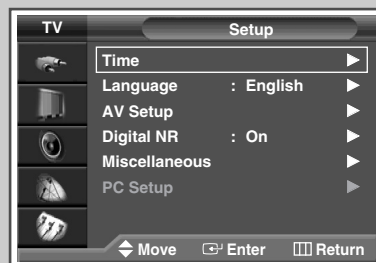 TV Setup
Time
Language : English
AV Setup
Digital NR : On
Miscellaneous
PC Setup
Move Enter Return